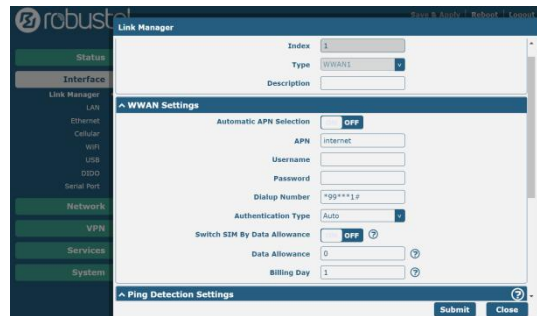 robustel
Save & Apply | Reboot | Logout
Link Manager
Status
Interface
Link Manager
LAN
Ethernet
Cellular
WiFi
USB
DIDO
Serial Port
Network
VPN
Services
System
Index 1
Type WWAN1 v
Description
^ WWAN Settings
Automatic APN Selection OFF
APN internet
Username
Password
Dialup Number *99***1#
Authentication Type Auto v
Switch SIM By Data Allowance OFF ?
Data Allowance 0 ?
Billing Day 1 ?
^ Ping Detection Settings ?
Submit Close